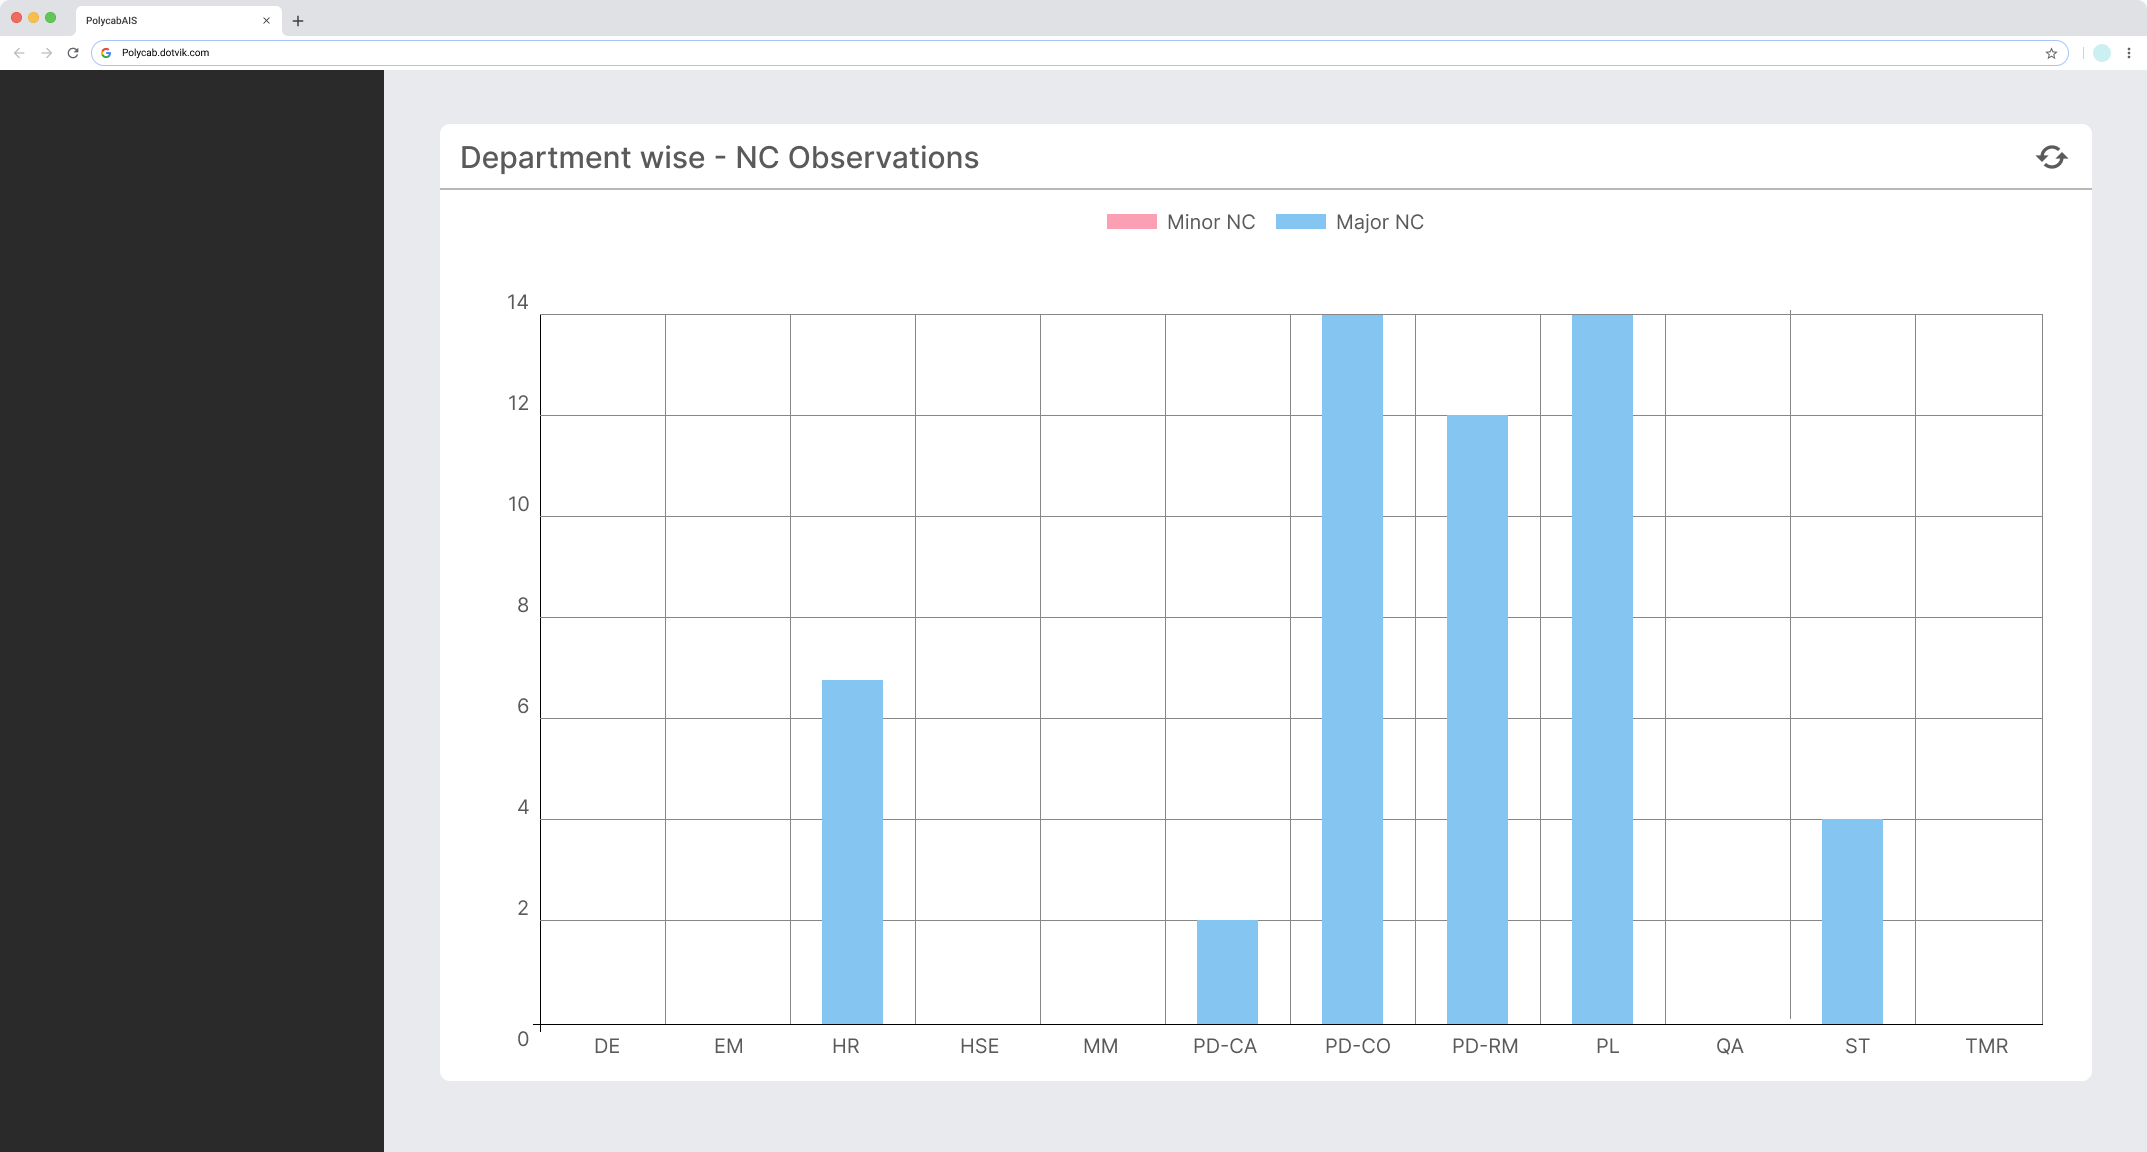 PolycabAIS
Polycab.dotvik.com
Department wise - NC Observations
Minor NC Major NC
14
12
10
8
6
4
2
0
DE EM HR HSE MM PD-CA PD-CO PD-RM PL QA ST TMR